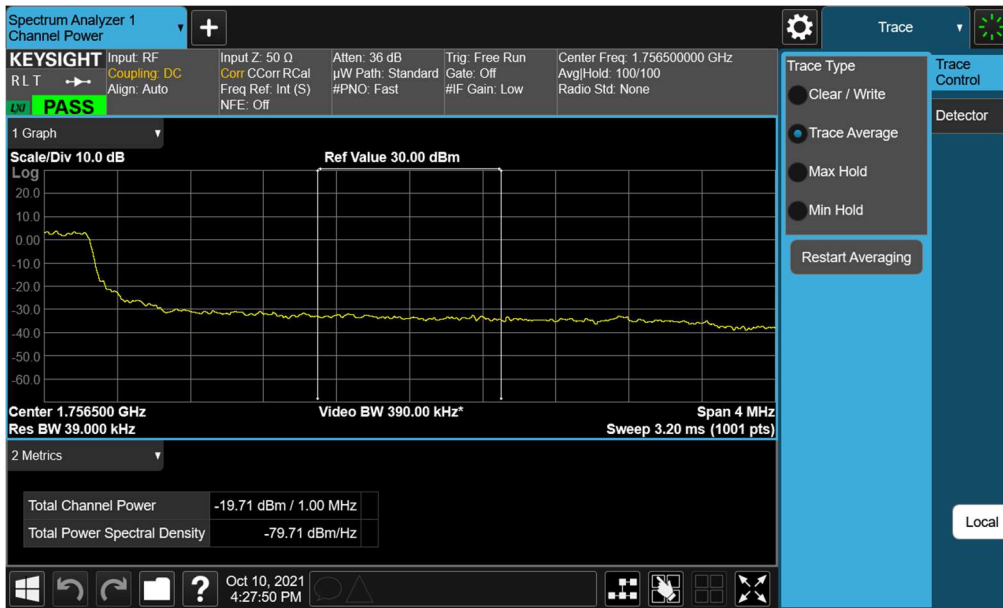 Spectrum Analyzer 1
Channel Power
+
Trace
KEYSIGHT
R L T
LXI
PASS
Input: RF
Coupling: DC
Align: Auto
Input Z: 50 Ω
Corr CCorr RCal
Freq Ref: Int (S)
NFE: Off
Atten: 36 dB
µW Path: Standard
#PNO: Fast
Trig: Free Run
Gate: Off
#IF Gain: Low
Center Freq: 1.756500000 GHz
Avg|Hold: 100/100
Radio Std: None
1 Graph
Scale/Div 10.0 dB
Ref Value 30.00 dBm
Log
20.0
10.0
0.00
-10.0
-20.0
-30.0
-40.0
-50.0
-60.0
Center 1.756500 GHz
Video BW 390.00 kHz*
Span 4 MHz
Res BW 39.000 kHz
Sweep 3.20 ms (1001 pts)
2 Metrics
Total Channel Power -19.71 dBm / 1.00 MHz
Total Power Spectral Density -79.71 dBm/Hz
Trace Type
Clear / Write
Trace Average
Max Hold
Min Hold
Restart Averaging
Trace
Control
Detector
Local
?
Oct 10, 2021
4:27:50 PM